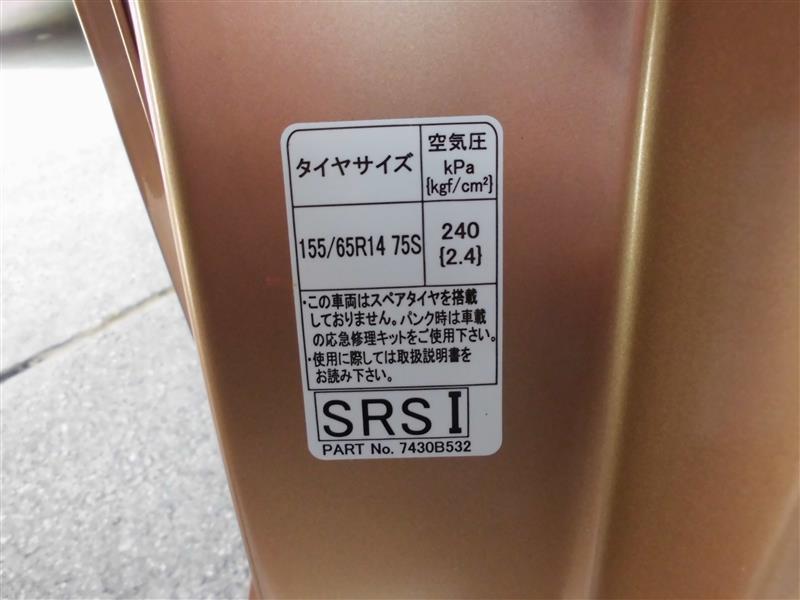 タイヤサイズ
空気圧
kPa
{kgf/cm²}
155/65R14 75S
240
{2.4}
・この車両はスペアタイヤを搭載
しておりません。パンク時は車載
の応急修理キットをご使用下さい。
・使用に際しては取扱説明書を
お読み下さい。
SRS I
PART No. 7430B532